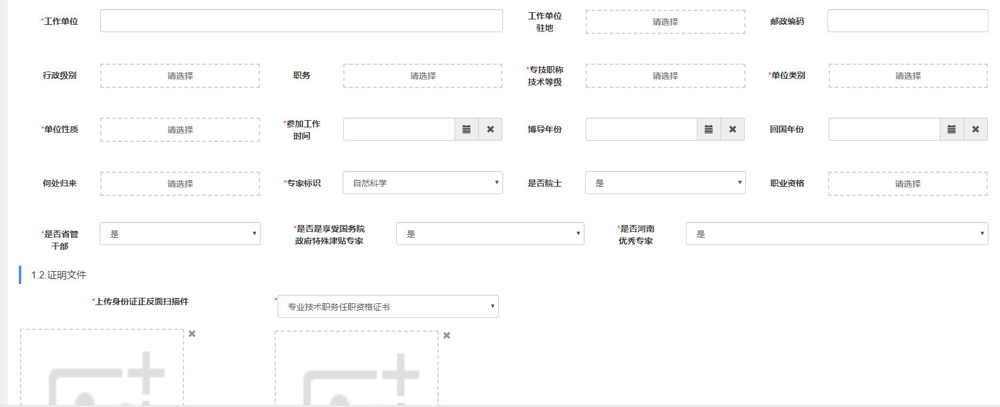 *工作单位
工作单位
驻地
请选择
邮政编码
行政级别
请选择
职务
请选择
*专技职称
技术等级
请选择
*单位类别
请选择
*单位性质
请选择
*参加工作
时间
博导年份
回国年份
何处归来
请选择
*专家标识
自然科学
是否院士
是
职业资格
请选择
*是否省管
干部
是
*是否是享受国务院
政府特殊津贴专家
是
*是否河南
优秀专家
是
1.2.证明文件
*上传身份证正反面扫描件
*
专业技术职务任职资格证书